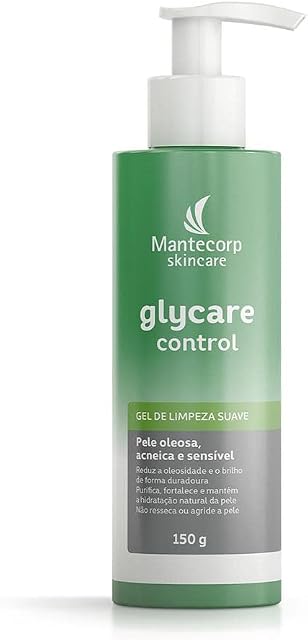 Mantecorp
skincare
glycare
control
GEL DE LIMPEZA SUAVE
Pele oleosa,
acneica e sensível
Reduz a oleosidade e o brilho
de forma duradoura
Purifica, fortalece e mantém
a hidratação natural da pele
Não resseca ou agride a pele
150 g